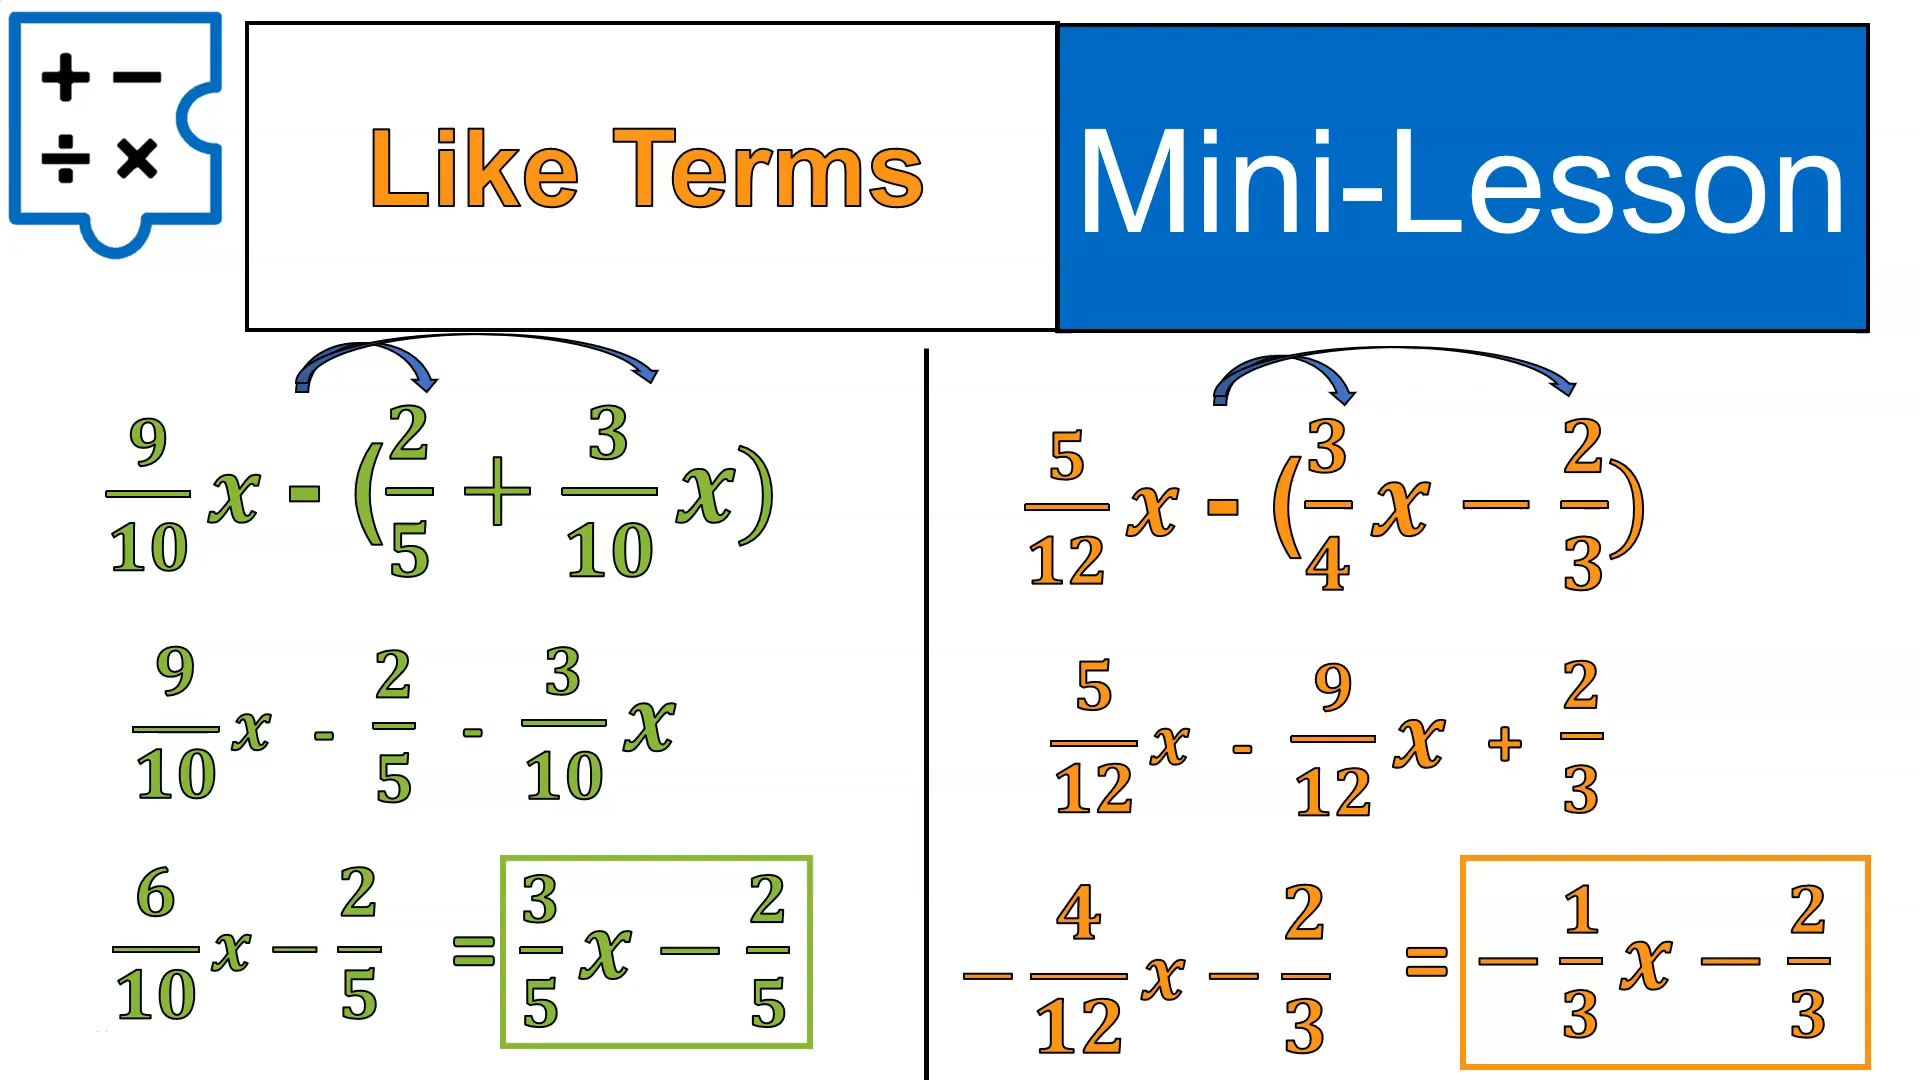 + −
÷ ×
Like Terms
Mini-Lesson
9/10 x - (2/5 + 3/10 x)
9/10 x - 2/5 - 3/10 x
6/10 x − 2/5 = 3/5 x − 2/5
5/12 x - (3/4 x − 2/3)
5/12 x - 9/12 x + 2/3
− 4/12 x − 2/3 = − 1/3 x − 2/3